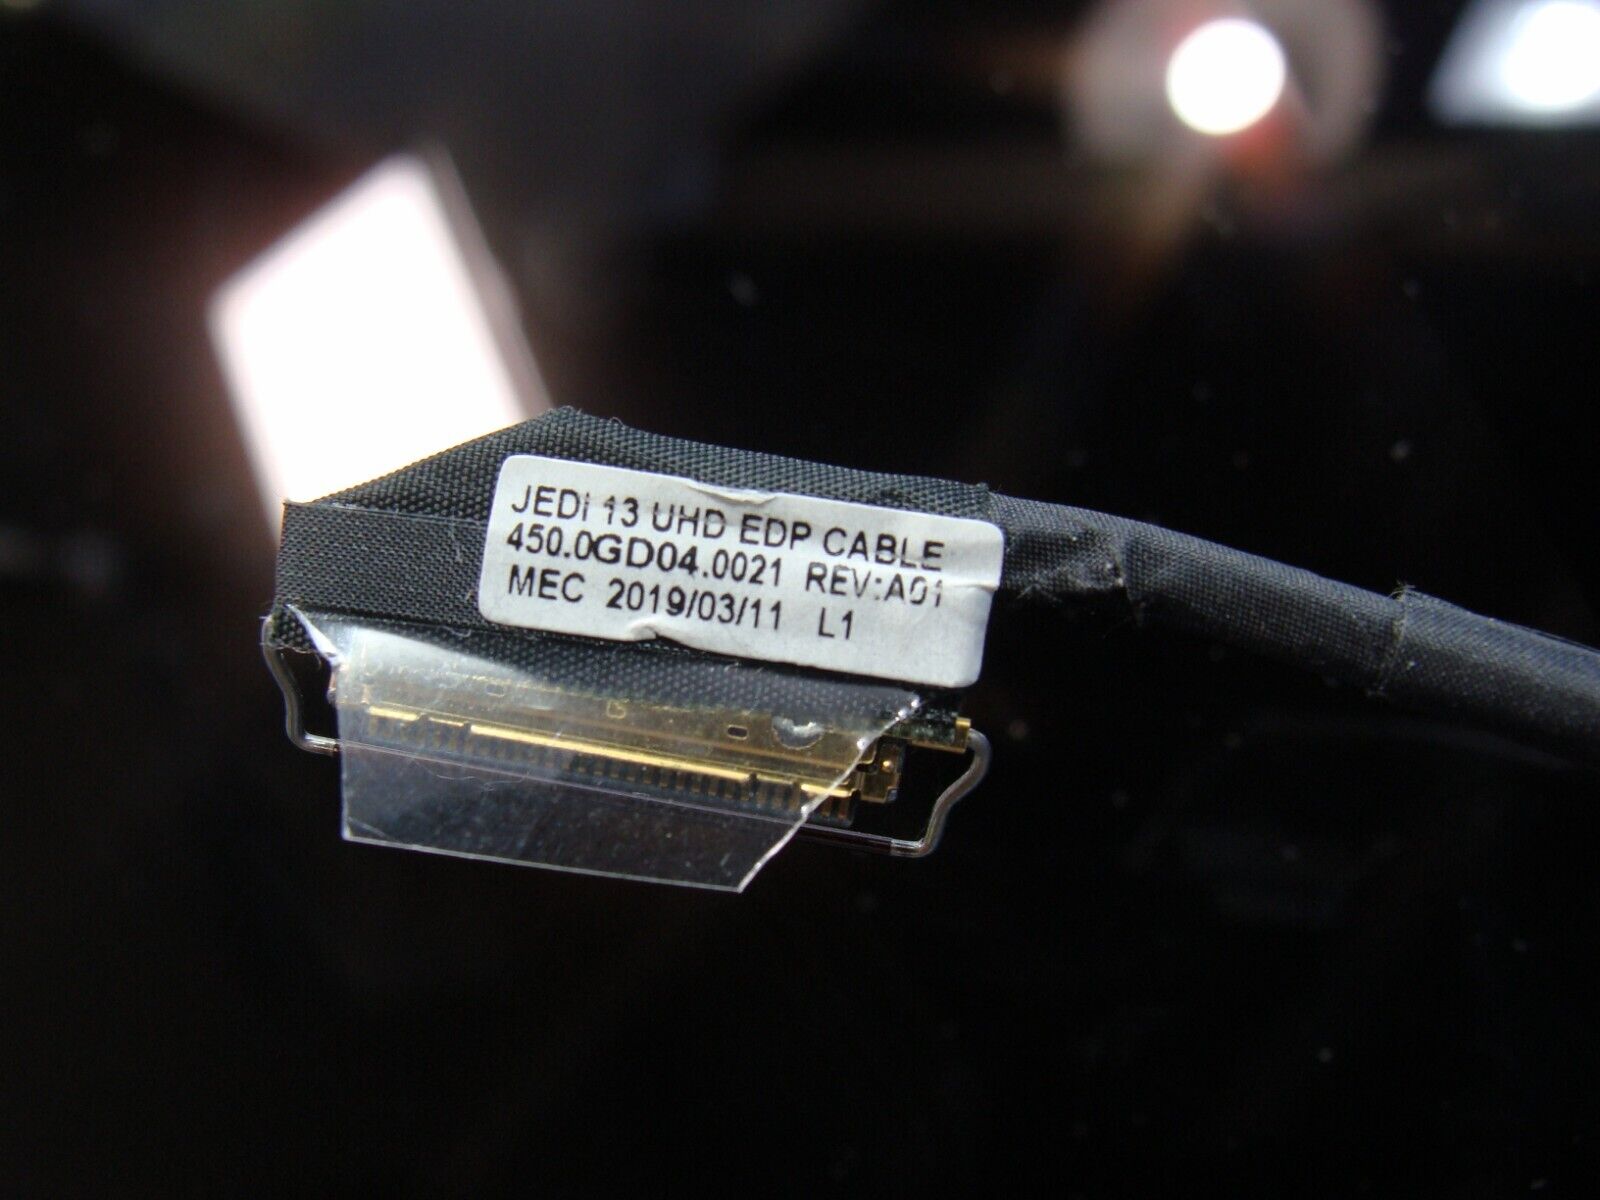 JEDI 13 UHD EDP CABLE
450.0GD04.0021 REV:A01
MEC 2019/03/11 L1